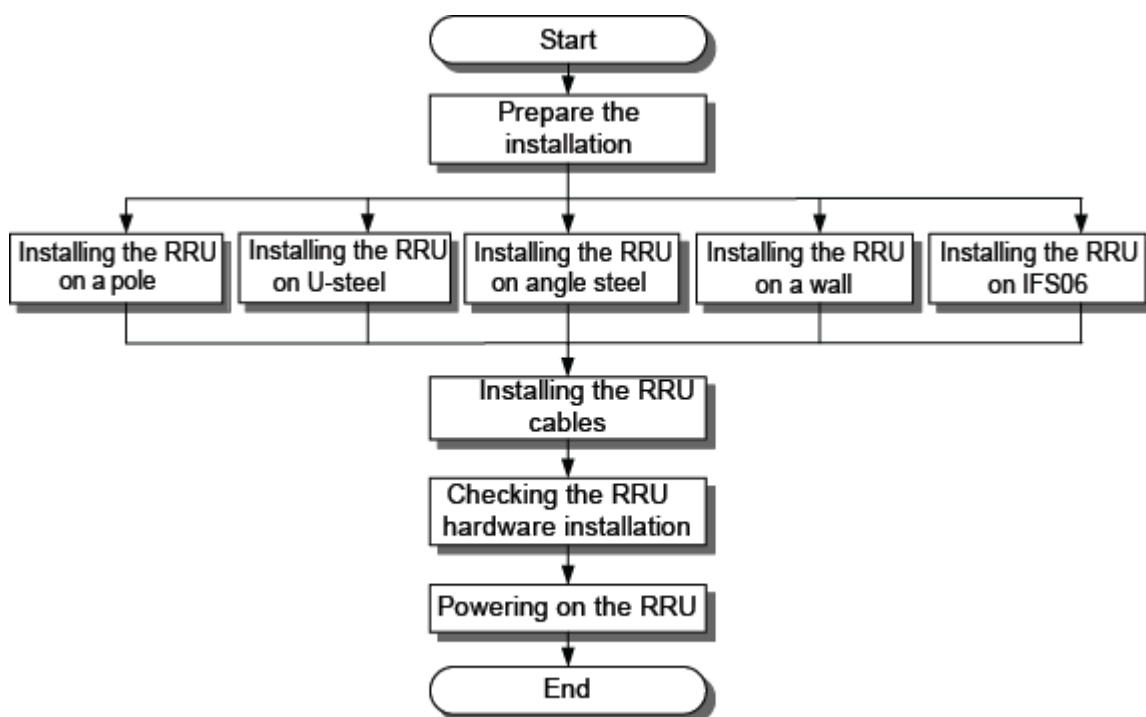 Start
Prepare the
installation
Installing the RRU
on a pole
Installing the RRU
on U-steel
Installing the RRU
on angle steel
Installing the RRU
on a wall
Installing the RRU
on IFS06
Installing the RRU
cables
Checking the RRU
hardware installation
Powering on the RRU
End